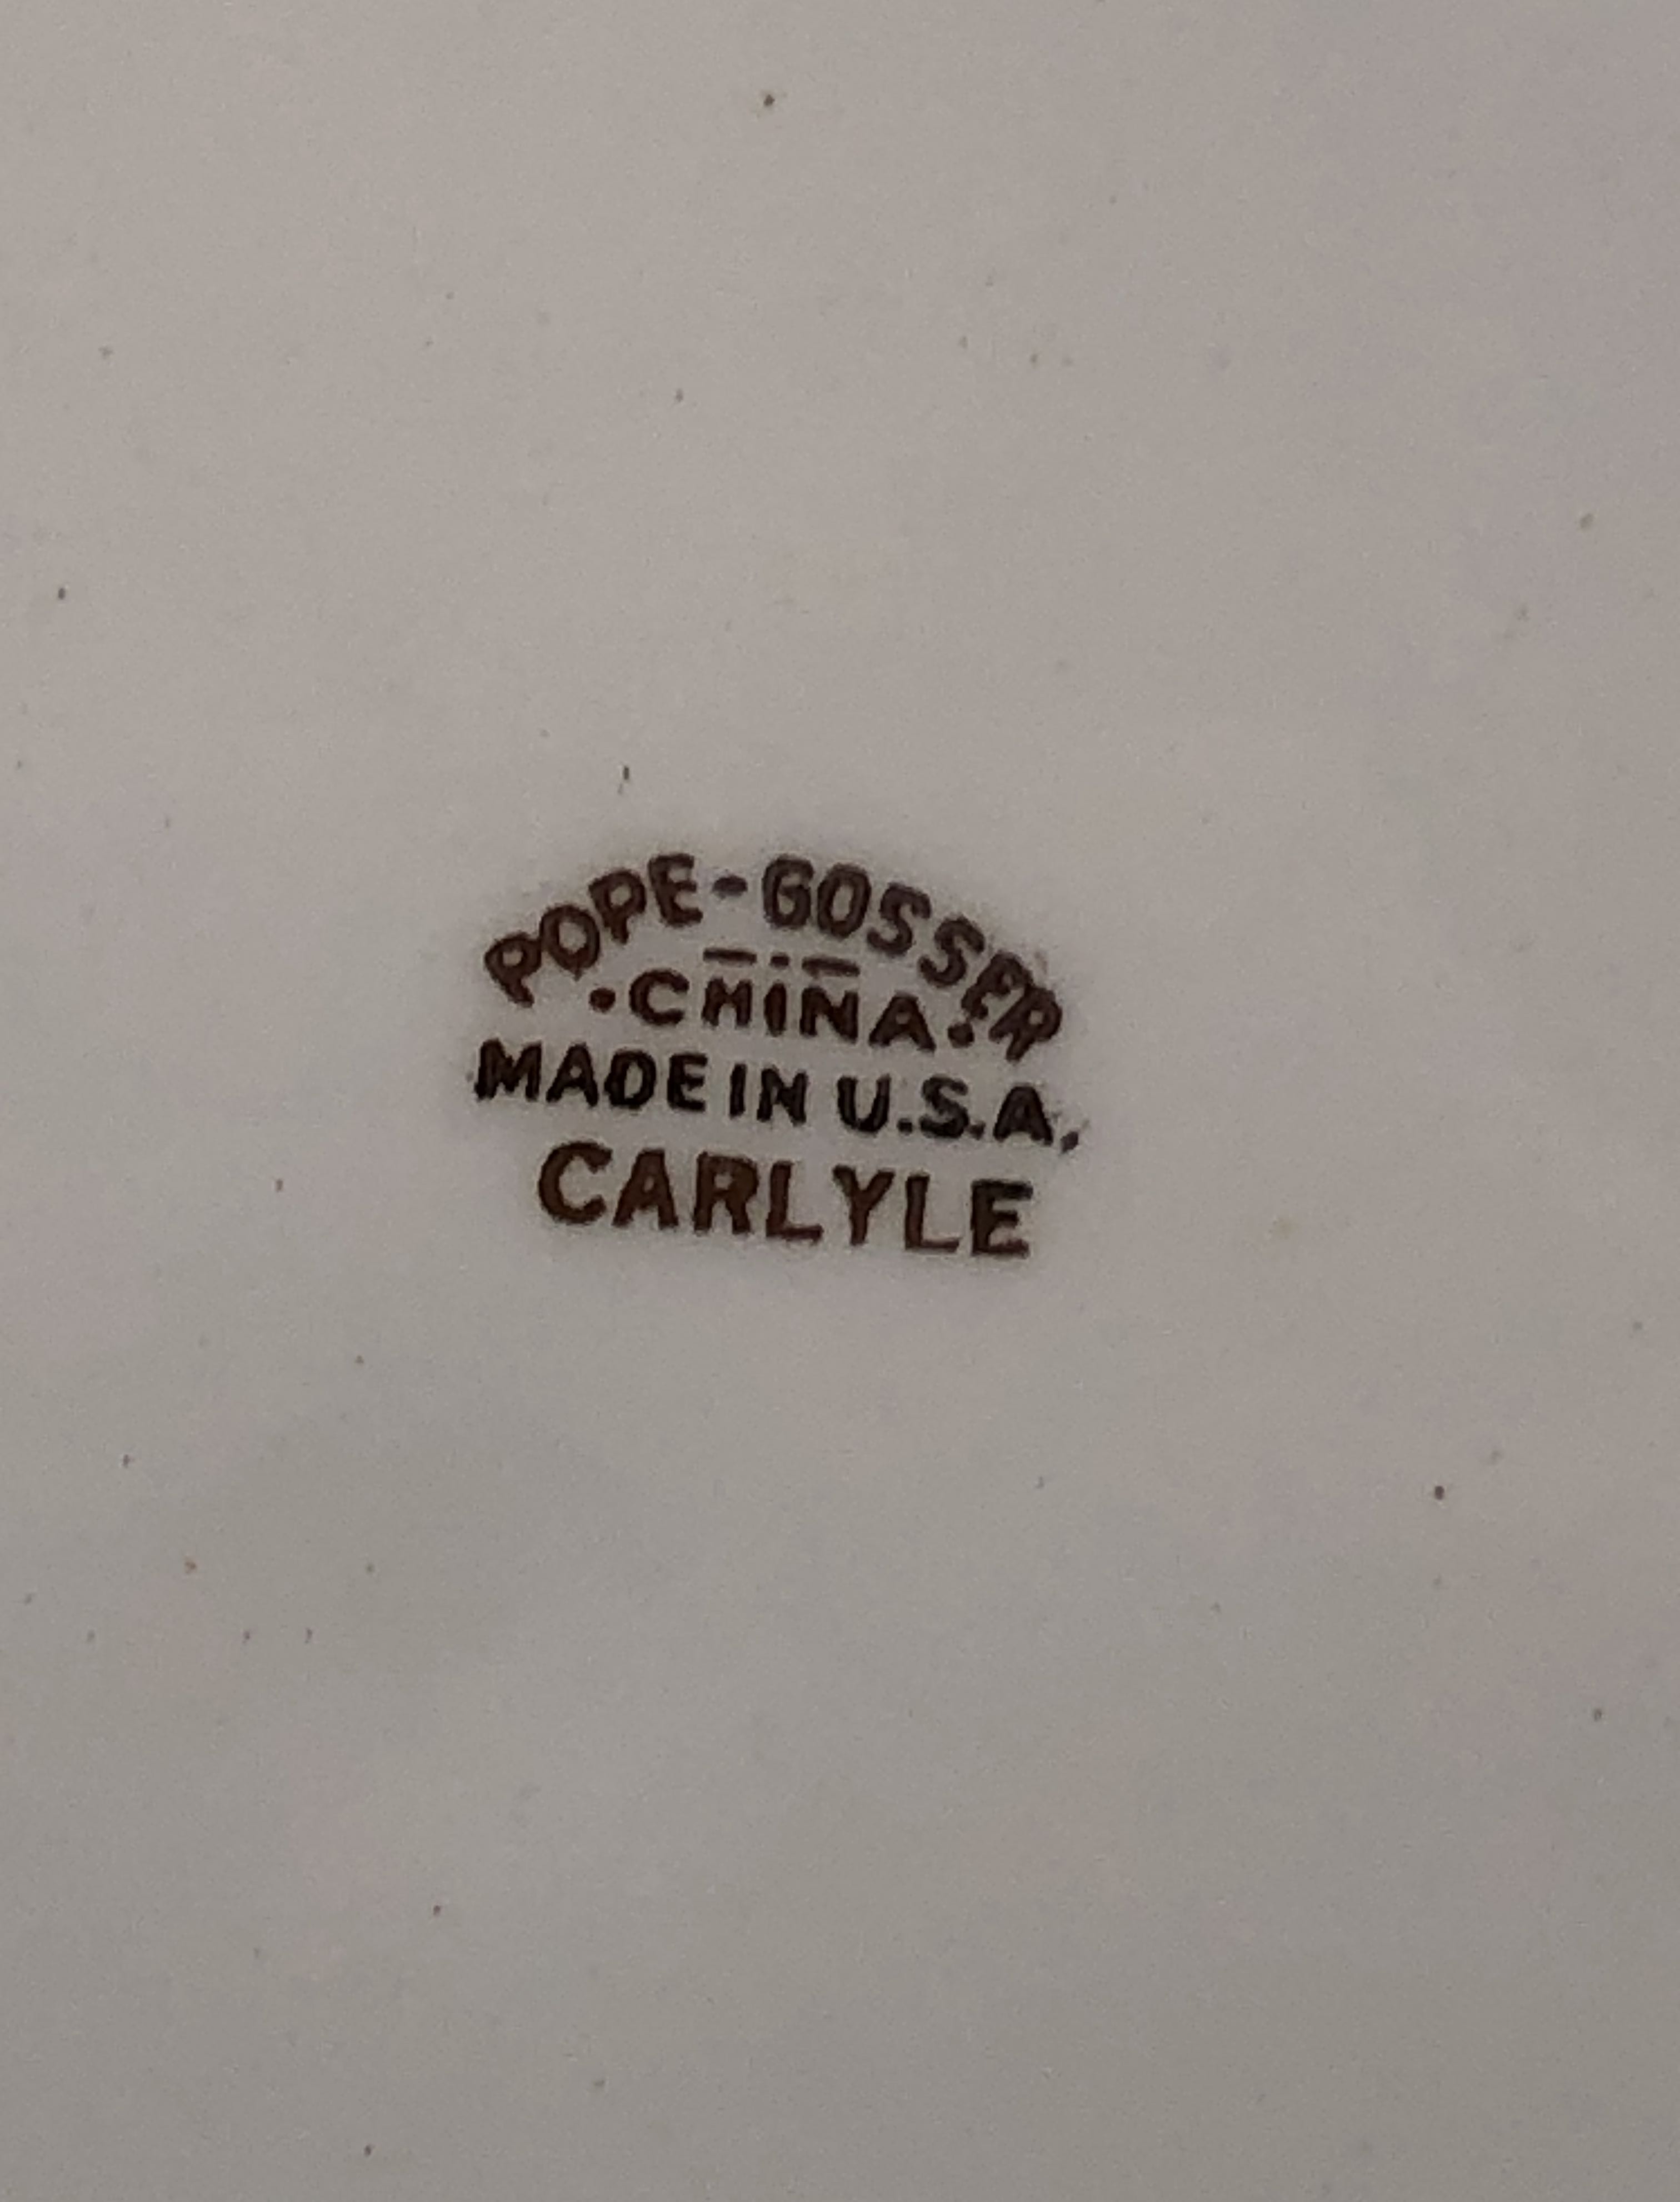 POPE-GOSSER
.CHINA.
MADE IN U.S.A.
CARLYLE